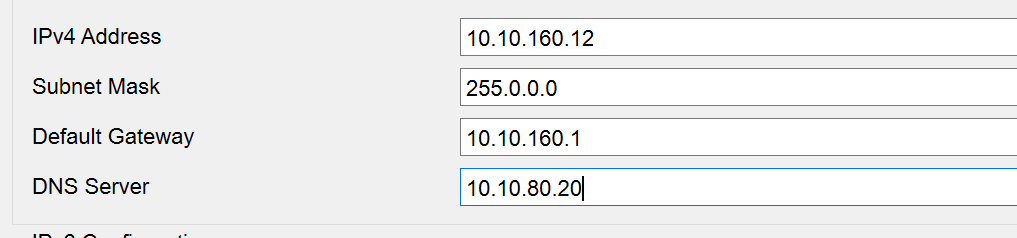 IPv4 Address 10.10.160.12
Subnet Mask 255.0.0.0
Default Gateway 10.10.160.1
DNS Server 10.10.80.20